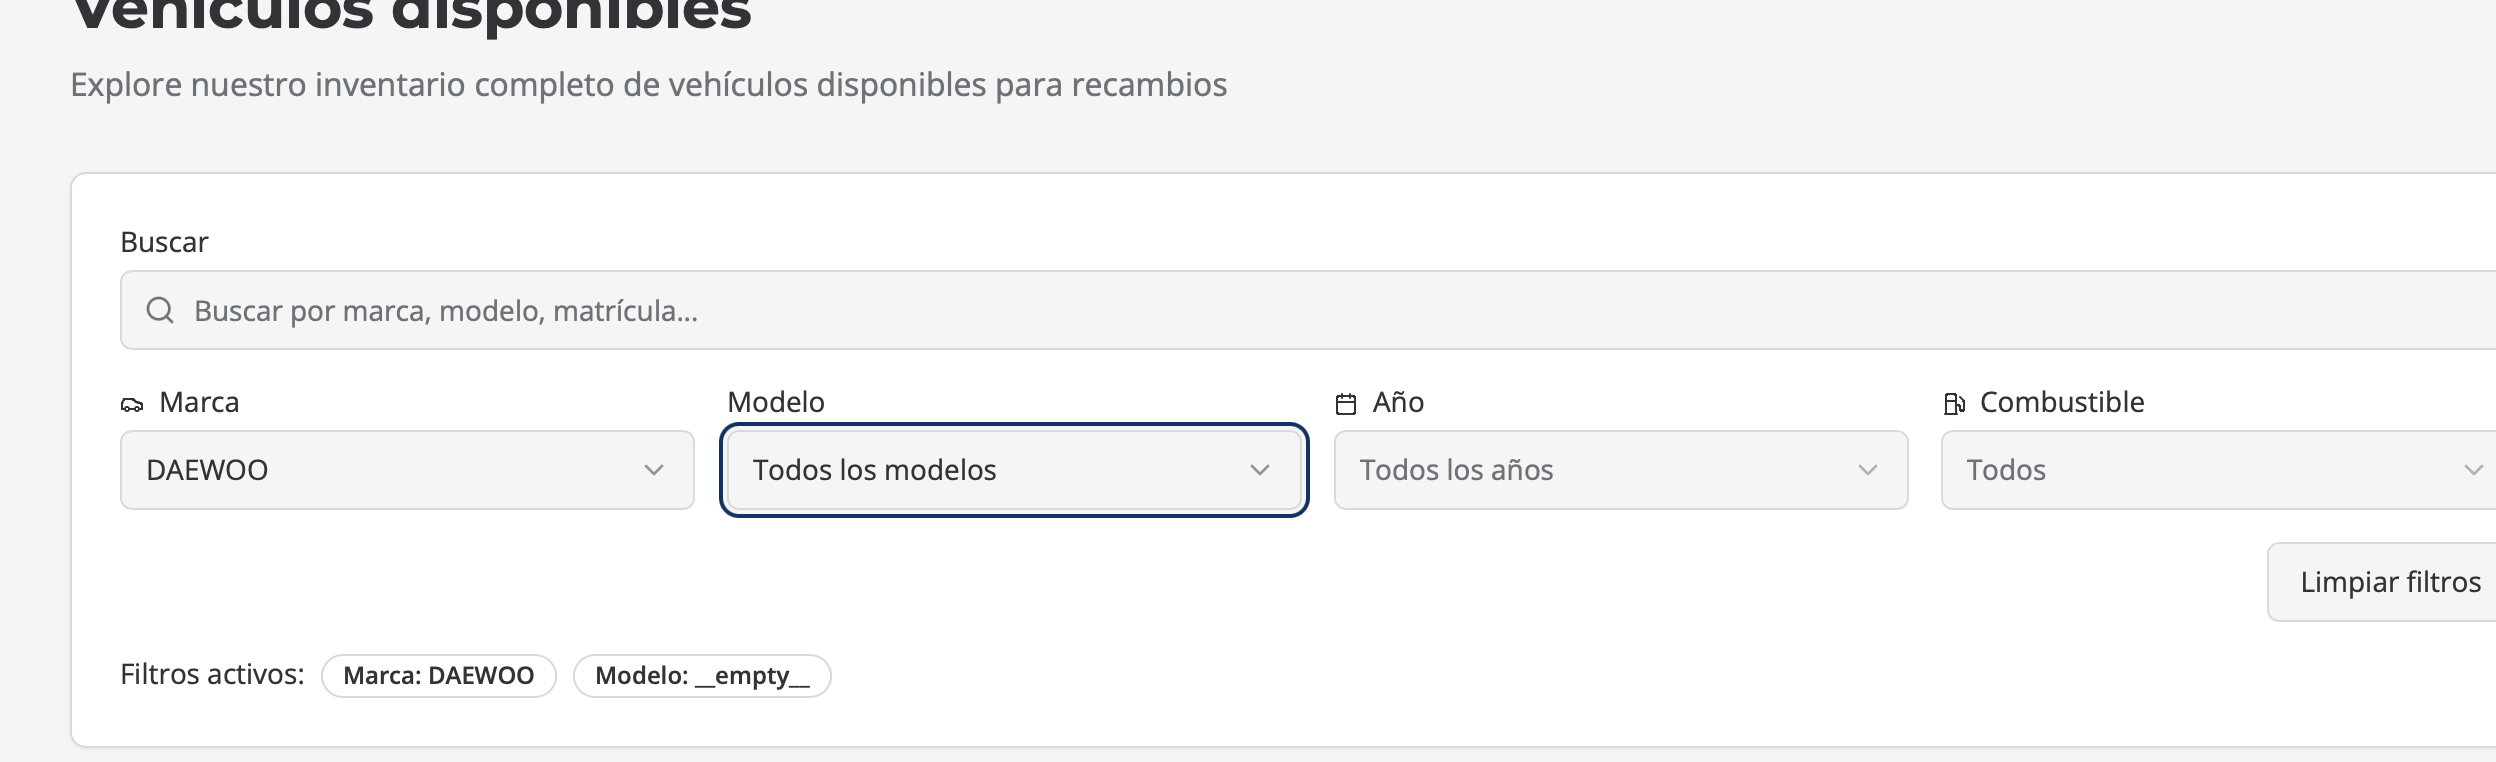 Vehículos disponibles
Explore nuestro inventario completo de vehículos disponibles para recambios
Buscar
Buscar por marca, modelo, matrícula...
Marca
Modelo
Año
Combustible
DAEWOO
Todos los modelos
Todos los años
Todos
Limpiar filtros
Filtros activos: Marca: DAEWOO Modelo: __empty__